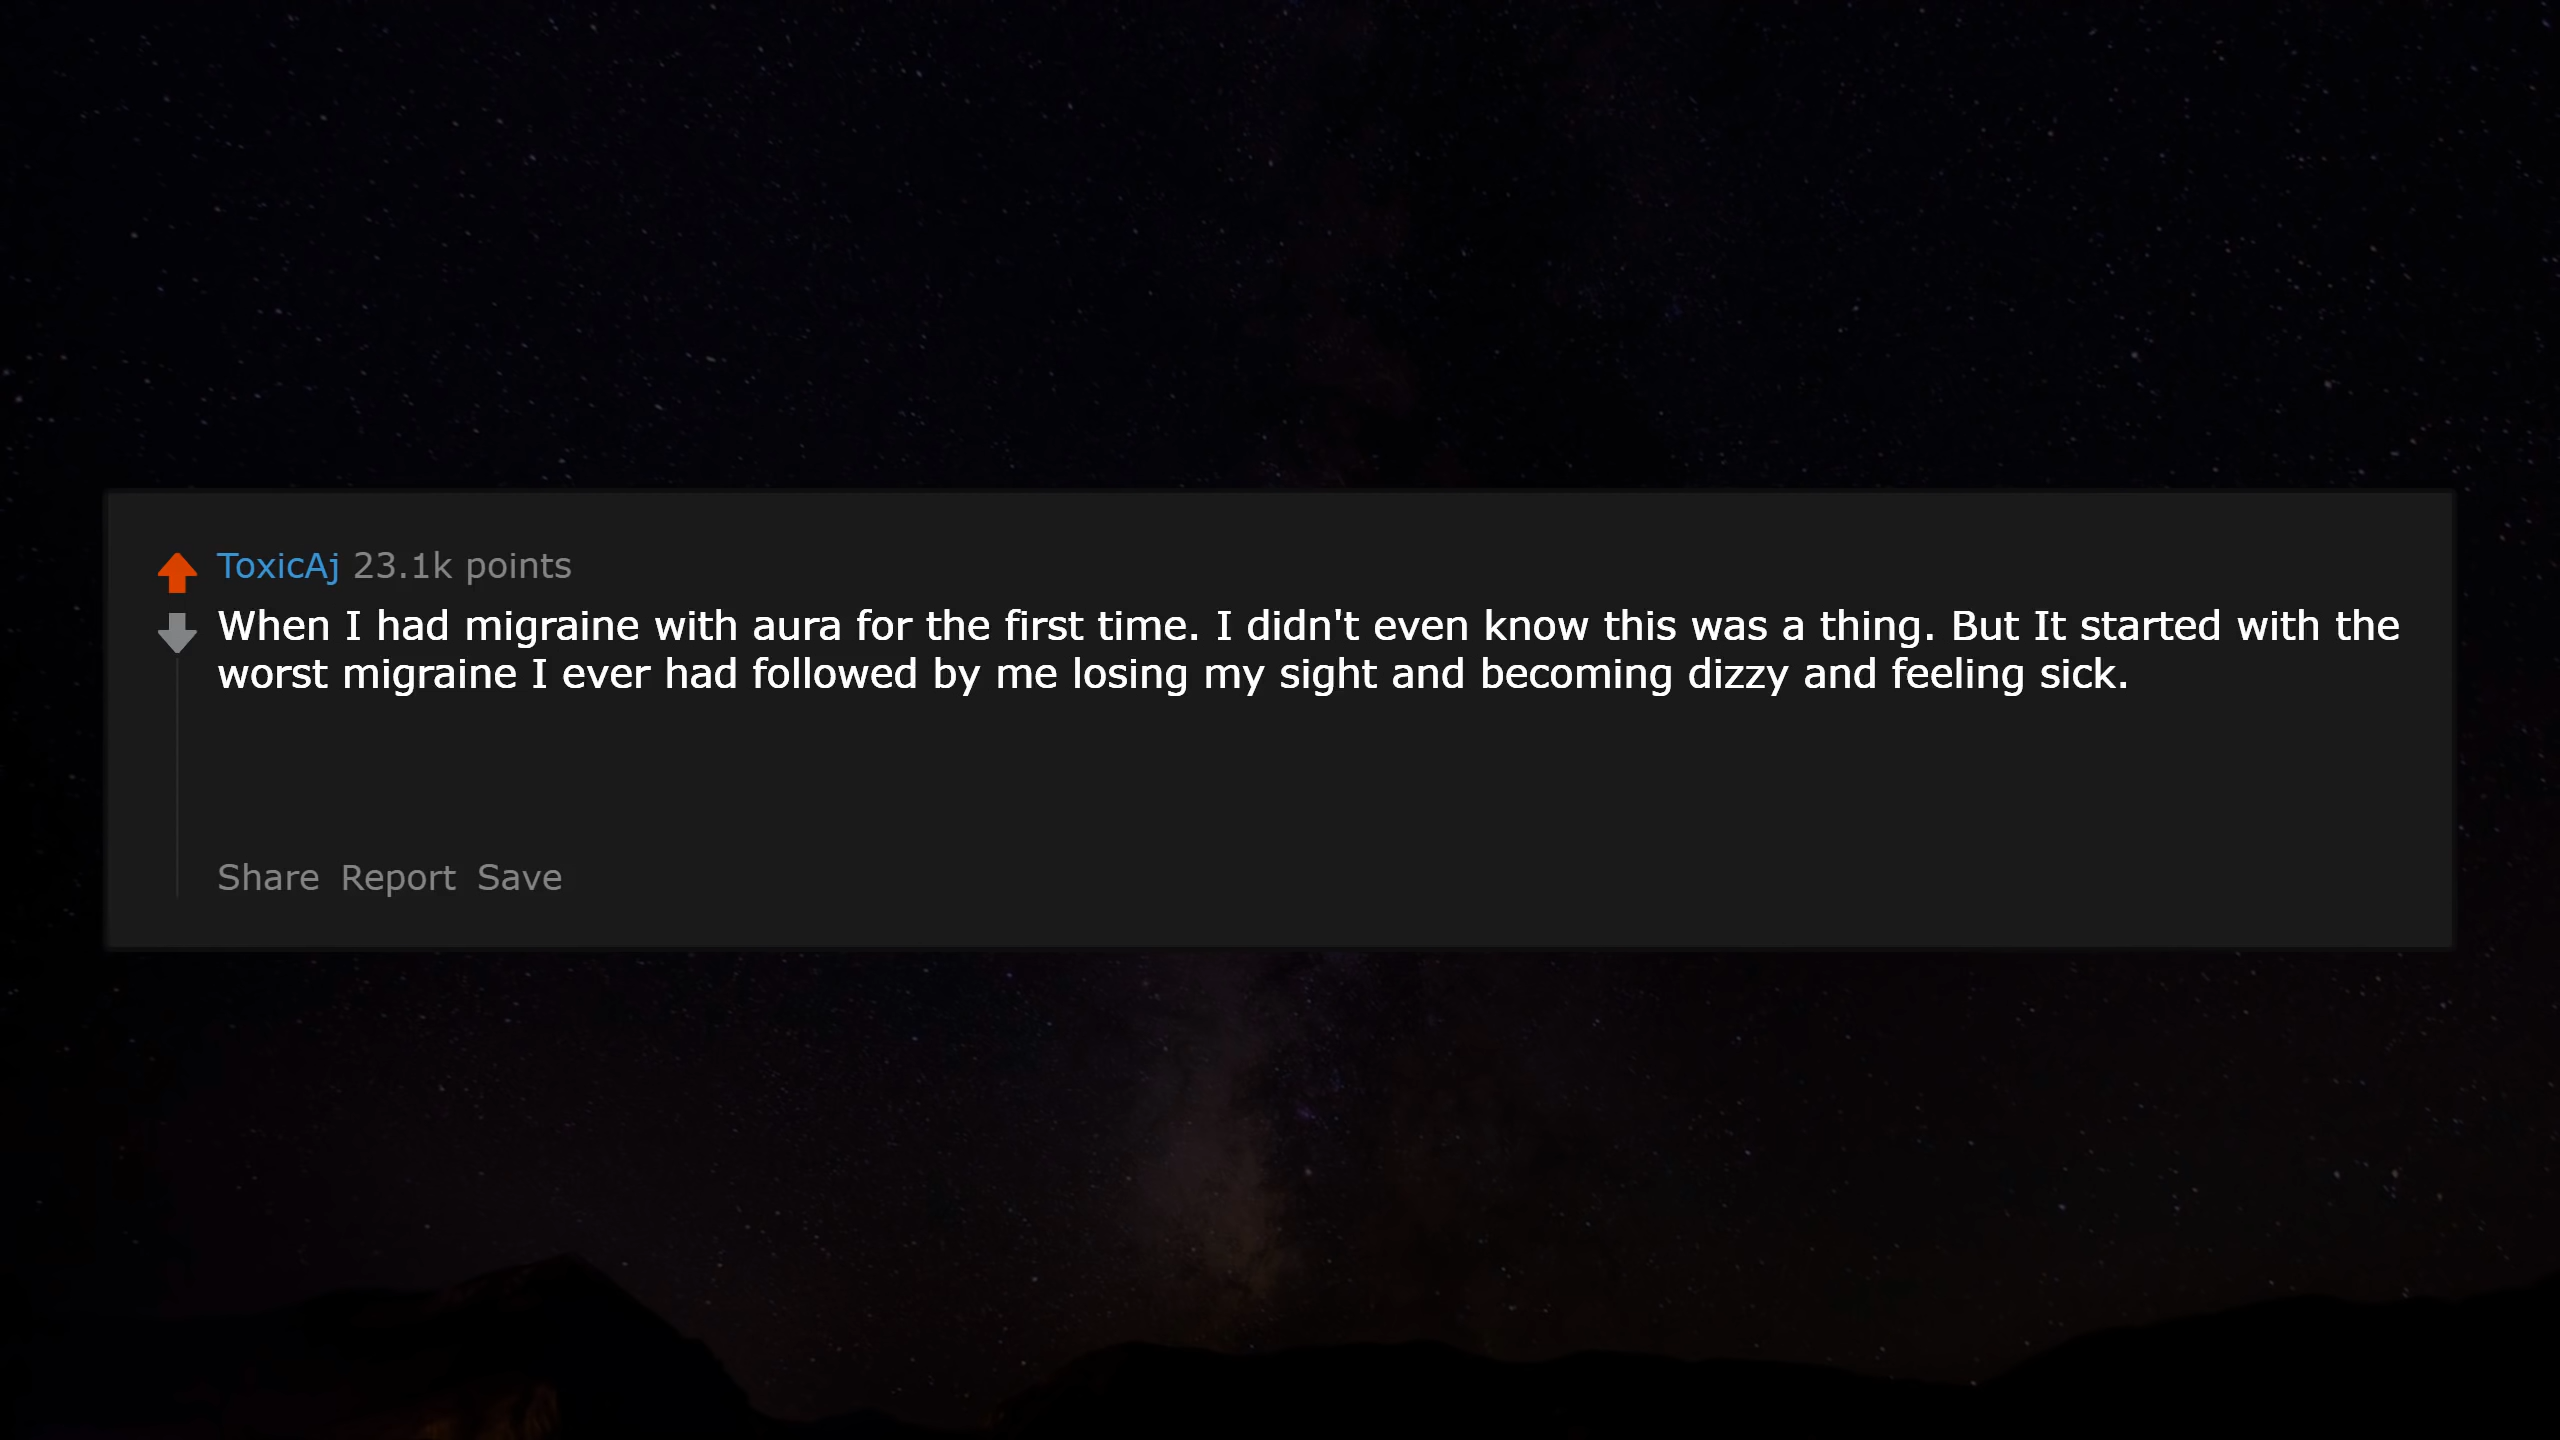 ToxicAj 23.1k points
When I had migraine with aura for the first time. I didn't even know this was a thing. But It started with the
worst migraine I ever had followed by me losing my sight and becoming dizzy and feeling sick.
Share Report Save